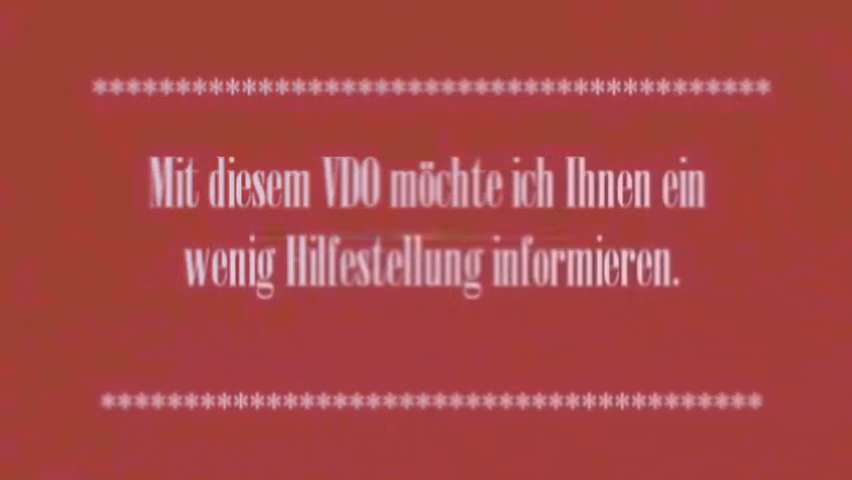 *****************************************
Mit diesem VDO möchte ich Ihnen ein
wenig Hilfestellung informieren.
****************************************